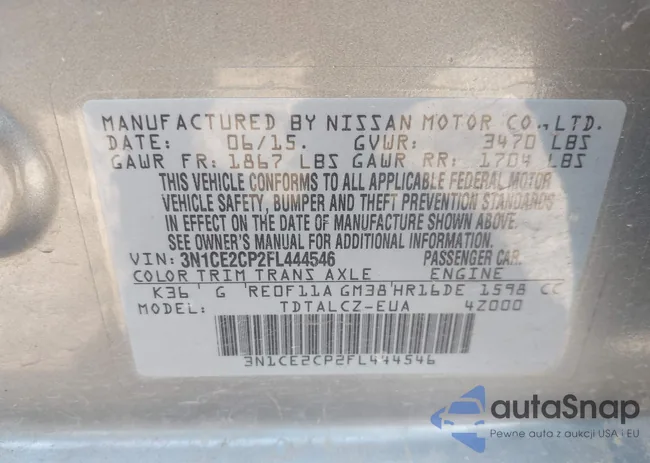 MANUFACTURED BY NISSAN MOTOR CO., LTD.
DATE: 06/15. GVWR: 3470 LBS
GAWR FR: 1867 LBS GAWR RR: 1704 LBS
THIS VEHICLE CONFORMS TO ALL APPLICABLE FEDERAL MOTOR
VEHICLE SAFETY, BUMPER AND THEFT PREVENTION STANDARDS
IN EFFECT ON THE DATE OF MANUFACTURE SHOWN ABOVE.
SEE OWNER'S MANUAL FOR ADDITIONAL INFORMATION.
VIN: 3N1CE2CP2FL444546 PASSENGER CAR.
COLOR TRIM TRANS AXLE ENGINE
K36 G RE0F11A GM38 HR16DE 1598 CC
MODEL: TDTALCZ-EUA 4Z000
3N1CE2CP2FL444546
autaSnap
Pewne auta z aukcji USA i EU